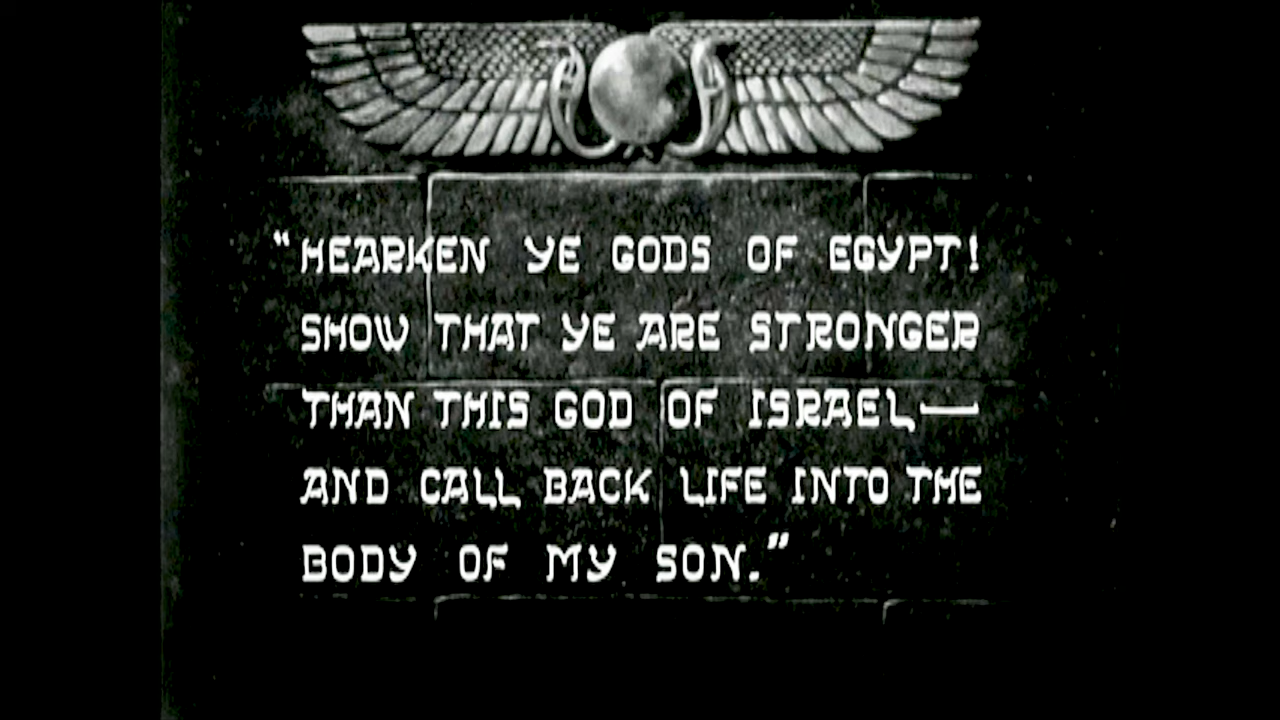 “HEARKEN YE GODS OF EGYPT!
SHOW THAT YE ARE STRONGER
THAN THIS GOD OF ISRAEL—
AND CALL BACK LIFE INTO THE
BODY OF MY SON.”